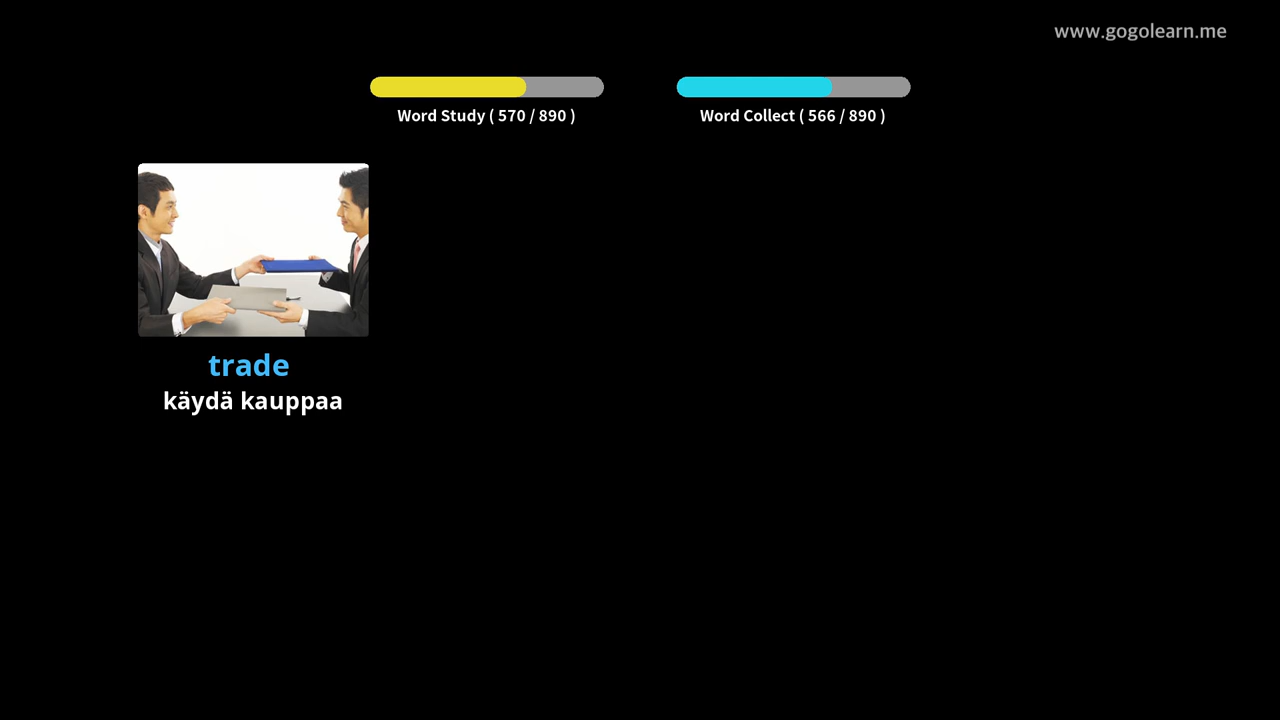 www.gogolearn.me
Word Study ( 570 / 890 )
Word Collect ( 566 / 890 )
trade
käydä kauppaa